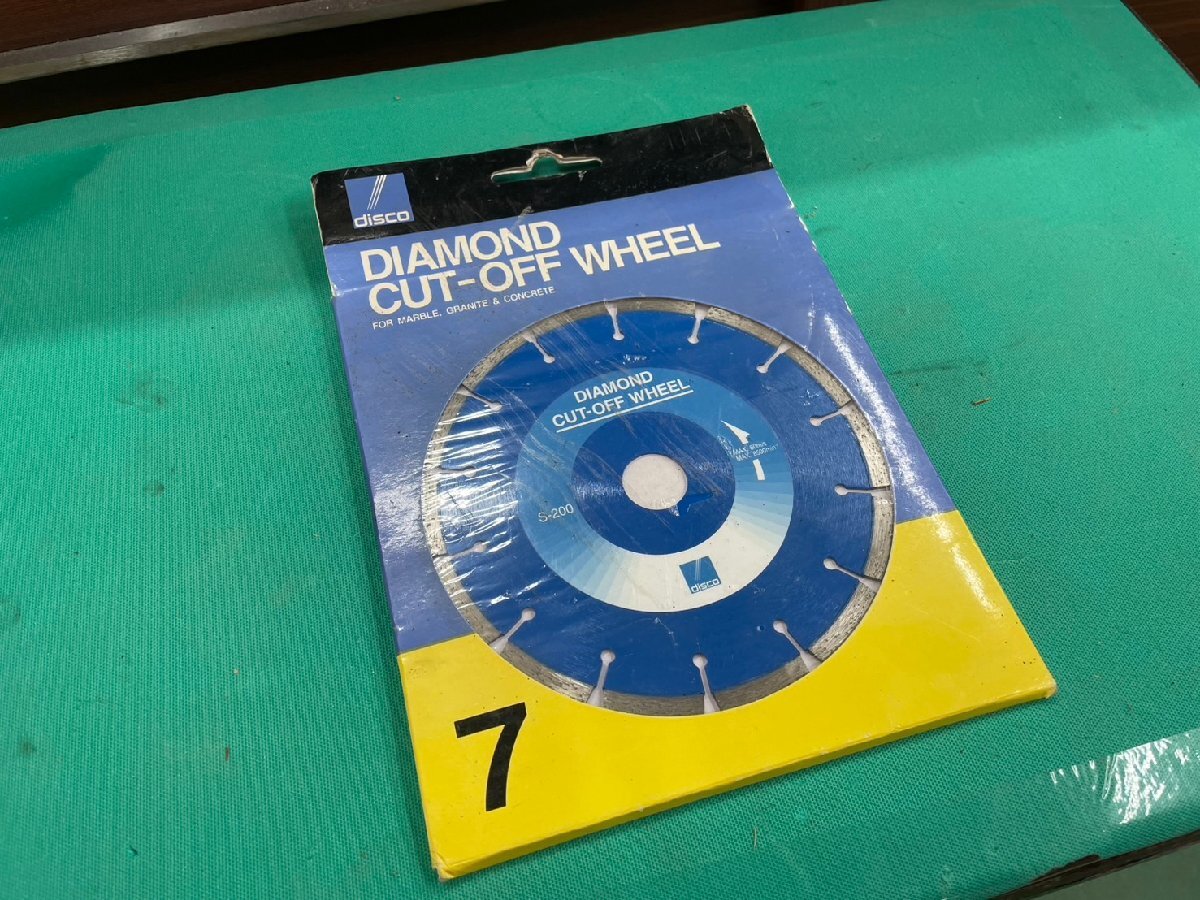 disco
DIAMOND
CUT-OFF WHEEL
FOR MARBLE, GRANITE & CONCRETE
DIAMOND
CUT-OFF WHEEL
S-200
disco
7